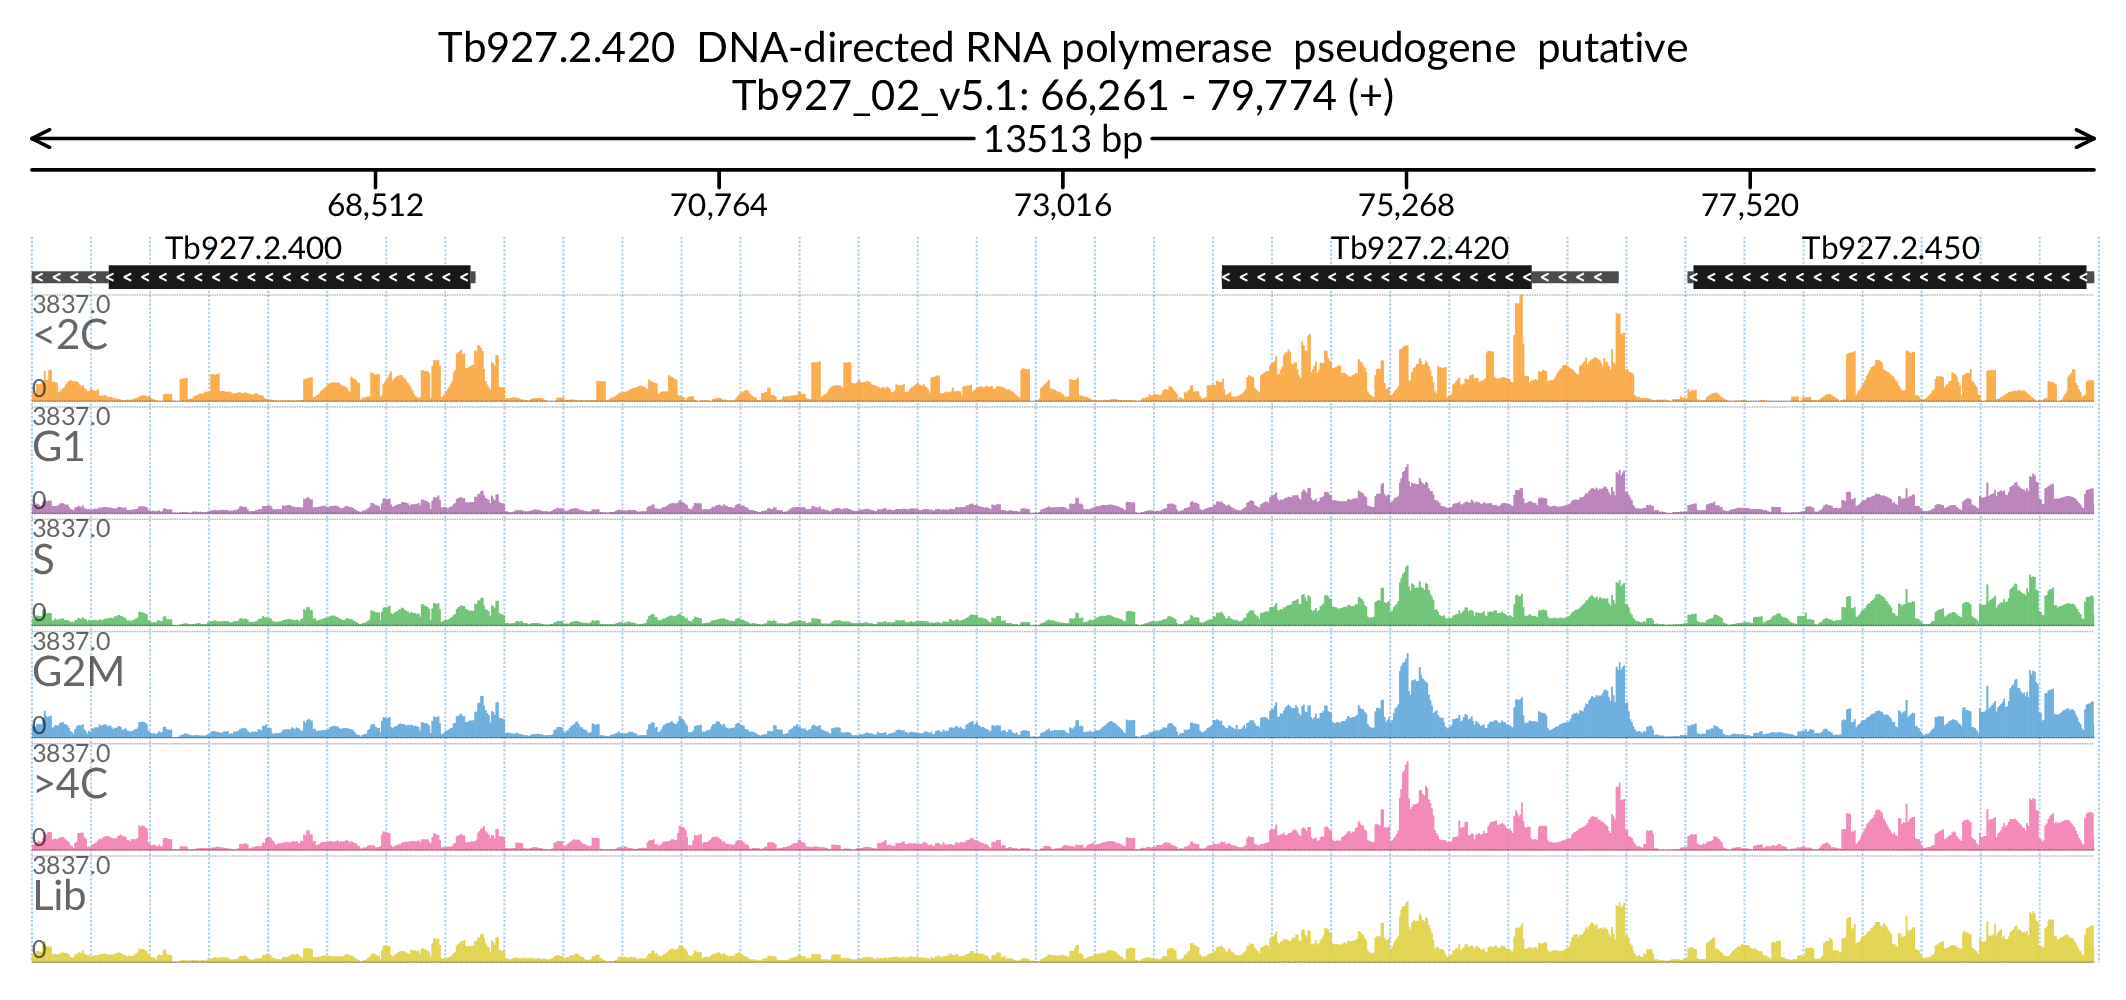 Tb927.2.420 DNA-directed RNA polymerase pseudogene putative
Tb927_02_v5.1: 66,261 - 79,774 (+)
13513 bp
68,512 70,764 73,016 75,268 77,520
Tb927.2.400 Tb927.2.420 Tb927.2.450
3837.0
<2C
0
3837.0
G1
0
3837.0
S
0
3837.0
G2M
0
3837.0
>4C
0
3837.0
Lib
0